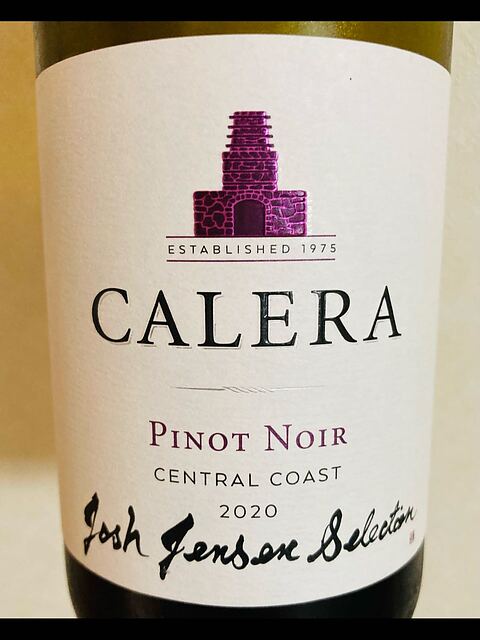 ESTABLISHED 1975
CALERA
PINOT NOIR
CENTRAL COAST
2020
Josh Jensen Selection